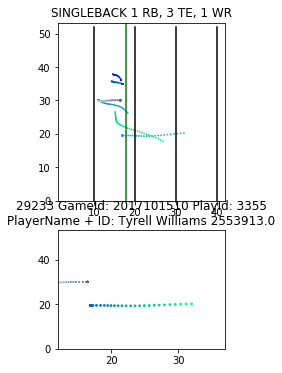 SINGLEBACK 1 RB, 3 TE, 1 WR
50
40
30
20
10
0
10 20 30 40
29233 GameId: 2017101510 PlayId: 3355
PlayerName + ID: Tyrell Williams 2553913.0
40
20
0
20 30